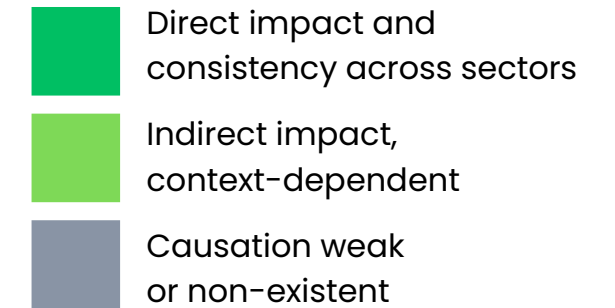 Direct impact and
consistency across sectors
Indirect impact,
context-dependent
Causation weak
or non-existent